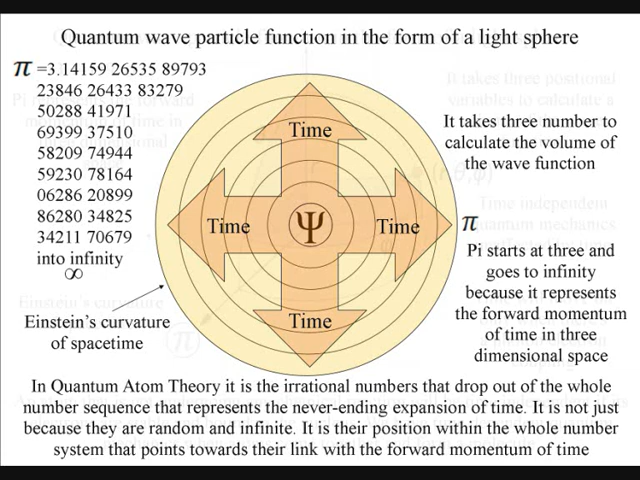 Quantum wave particle function in the form of a light sphere
π =3.14159 26535 89793
23846 26433 83279
50288 41971
69399 37510
58209 74944
59230 78164
06286 20899
86280 34825
34211 70679
into infinity
∞
Time
Time
Ψ
Time
Time
It takes three number to
calculate the volume of
the wave function
π
Pi starts at three and
goes to infinity
because it represents
the forward momentum
of time in three
dimensional space
Einstein's curvature
of spacetime
In Quantum Atom Theory it is the irrational numbers that drop out of the whole
number sequence that represents the never-ending expansion of time. It is not just
because they are random and infinite. It is their position within the whole number
system that points towards their link with the forward momentum of time